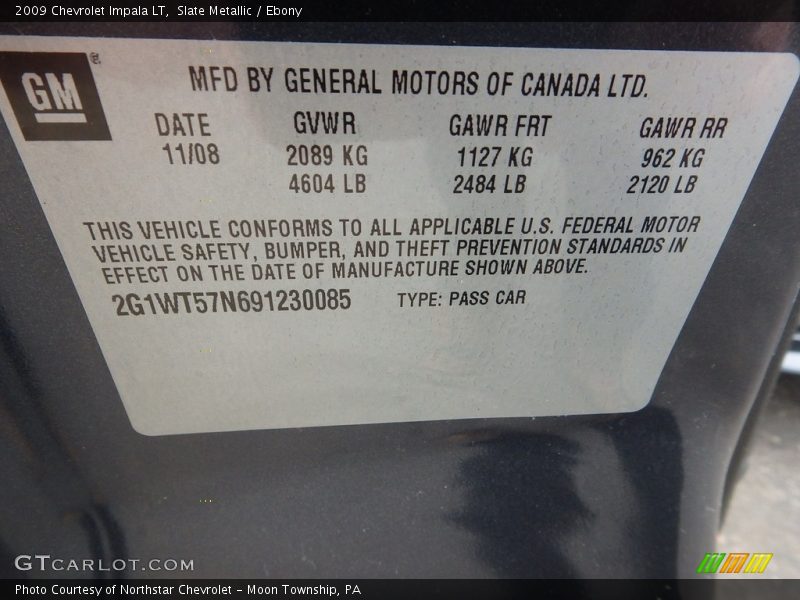 2009 Chevrolet Impala LT, Slate Metallic / Ebony
GM ®
MFD BY GENERAL MOTORS OF CANADA LTD.
DATE GVWR GAWR FRT GAWR RR
11/08 2089 KG 1127 KG 962 KG
4604 LB 2484 LB 2120 LB
THIS VEHICLE CONFORMS TO ALL APPLICABLE U.S. FEDERAL MOTOR
VEHICLE SAFETY, BUMPER, AND THEFT PREVENTION STANDARDS IN
EFFECT ON THE DATE OF MANUFACTURE SHOWN ABOVE.
2G1WT57N691230085 TYPE: PASS CAR
GTCARLOT.COM
Photo Courtesy of Northstar Chevrolet - Moon Township, PA